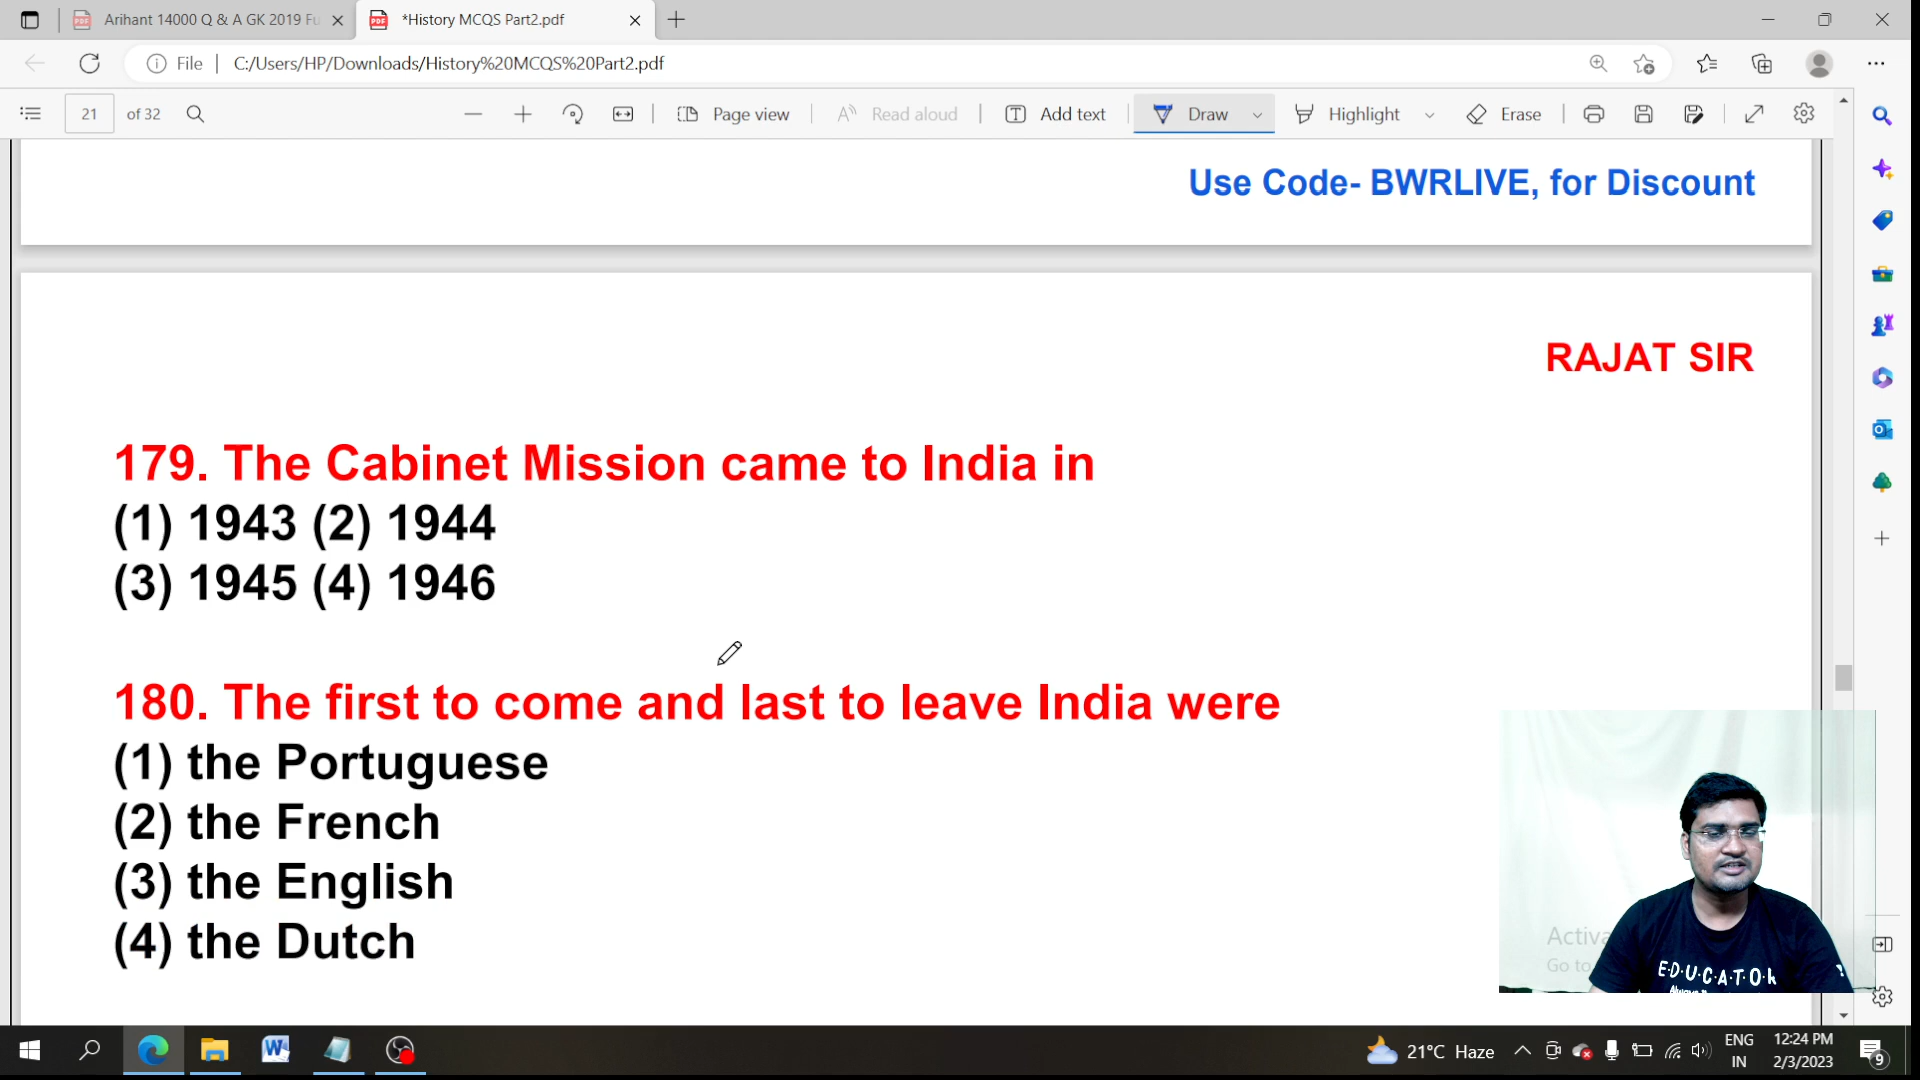 Arihant 14000 Q & A GK 2019 Fu
*History MCQS Part2.pdf
File
C:/Users/HP/Downloads/History%20MCQS%20Part2.pdf
21 of 32
Page view
Read aloud
Add text
Draw
Highlight
Erase
Use Code- BWRLIVE, for Discount
RAJAT SIR
179. The Cabinet Mission came to India in
(1) 1943 (2) 1944
(3) 1945 (4) 1946
180. The first to come and last to leave India were
(1) the Portuguese
(2) the French
(3) the English
(4) the Dutch
Go to
E·D·U·C·A·T·O·R
21°C Haze
ENG
IN
12:24 PM
2/3/2023
9